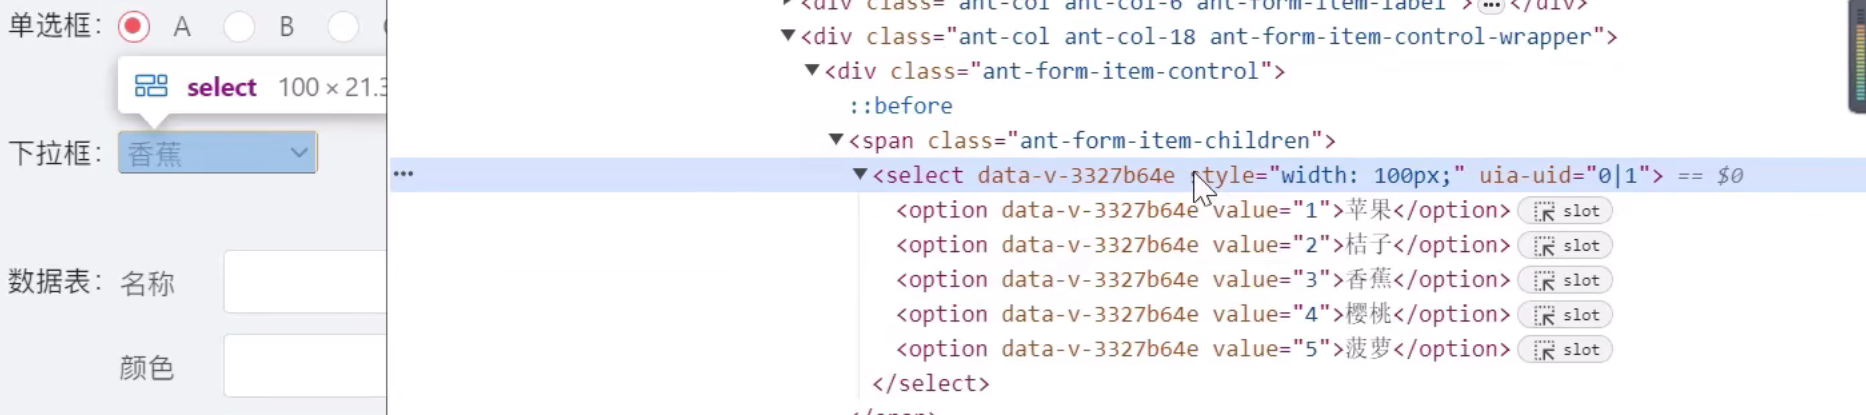 单选框： A B
select 100 × 21.3
下拉框： 香蕉
数据表： 名称
颜色
<div class="ant-col ant-col-6 ant-form-item-label">…</div>
▼<div class="ant-col ant-col-18 ant-form-item-control-wrapper">
▼<div class="ant-form-item-control">
::before
▼<span class="ant-form-item-children">
… ▼<select data-v-3327b64e style="width: 100px;" uia-uid="0|1"> == $0
<option data-v-3327b64e value="1">苹果</option> slot
<option data-v-3327b64e value="2">桔子</option> slot
<option data-v-3327b64e value="3">香蕉</option> slot
<option data-v-3327b64e value="4">樱桃</option> slot
<option data-v-3327b64e value="5">菠萝</option> slot
</select>